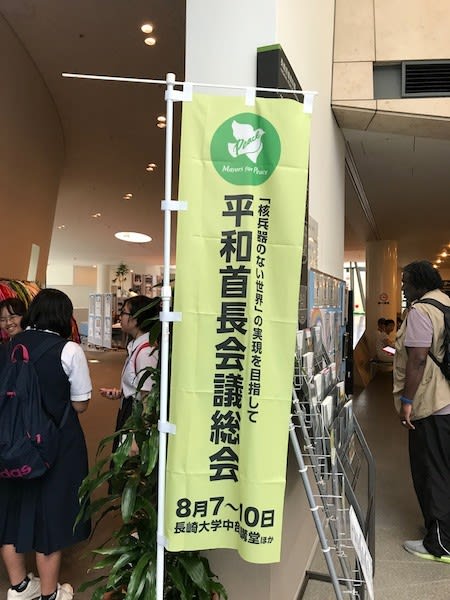 Peace
Mayors for Peace
「核兵器のない世界」の実現を目指して
平和首長会議総会
8月7〜10日
長崎大学中部講堂ほか
adidas